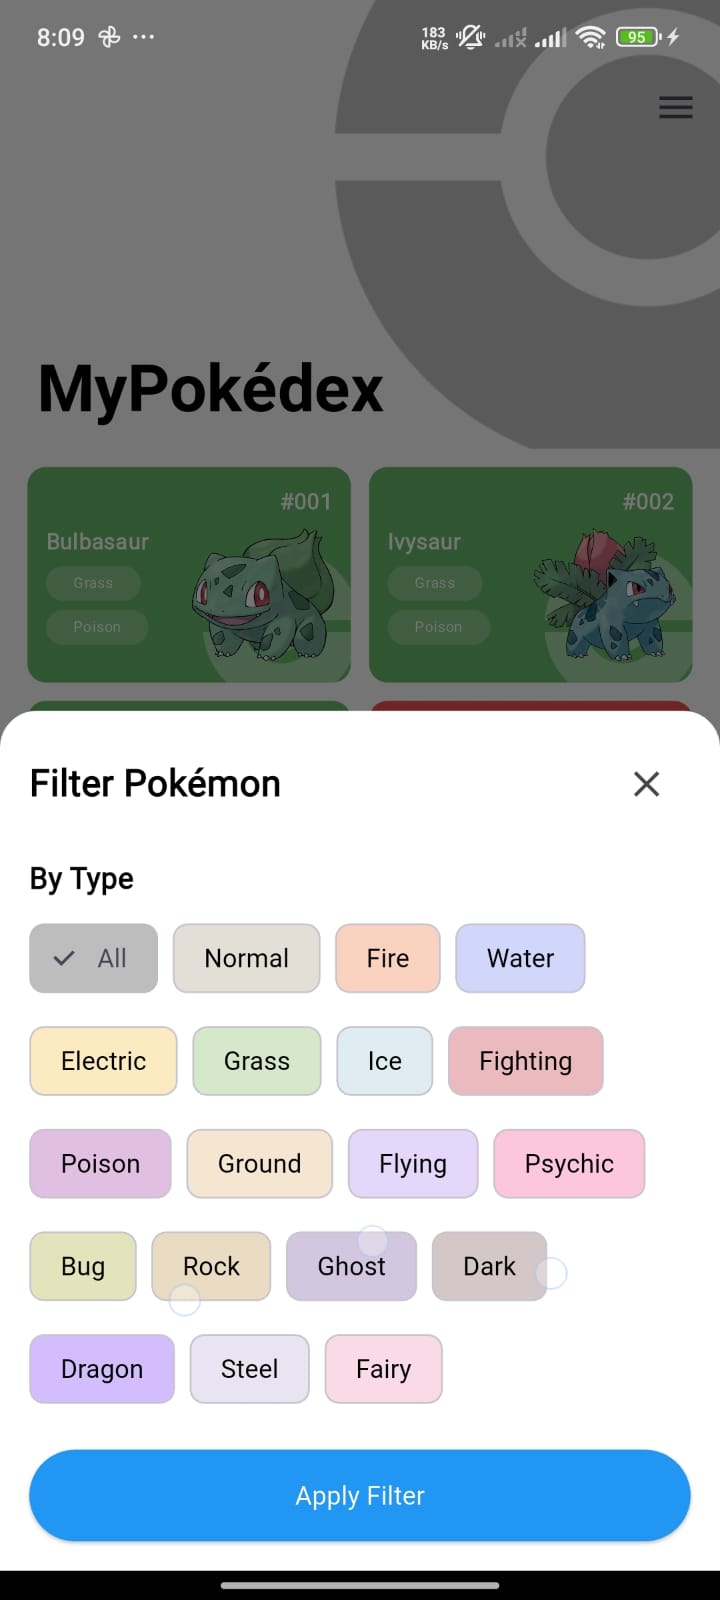 8:09 ... 183 KB/s 95
MyPokédex
#001 #002
Bulbasaur Ivysaur
Grass Grass
Poison Poison
Filter Pokémon
By Type
All Normal Fire Water
Electric Grass Ice Fighting
Poison Ground Flying Psychic
Bug Rock Ghost Dark
Dragon Steel Fairy
Apply Filter